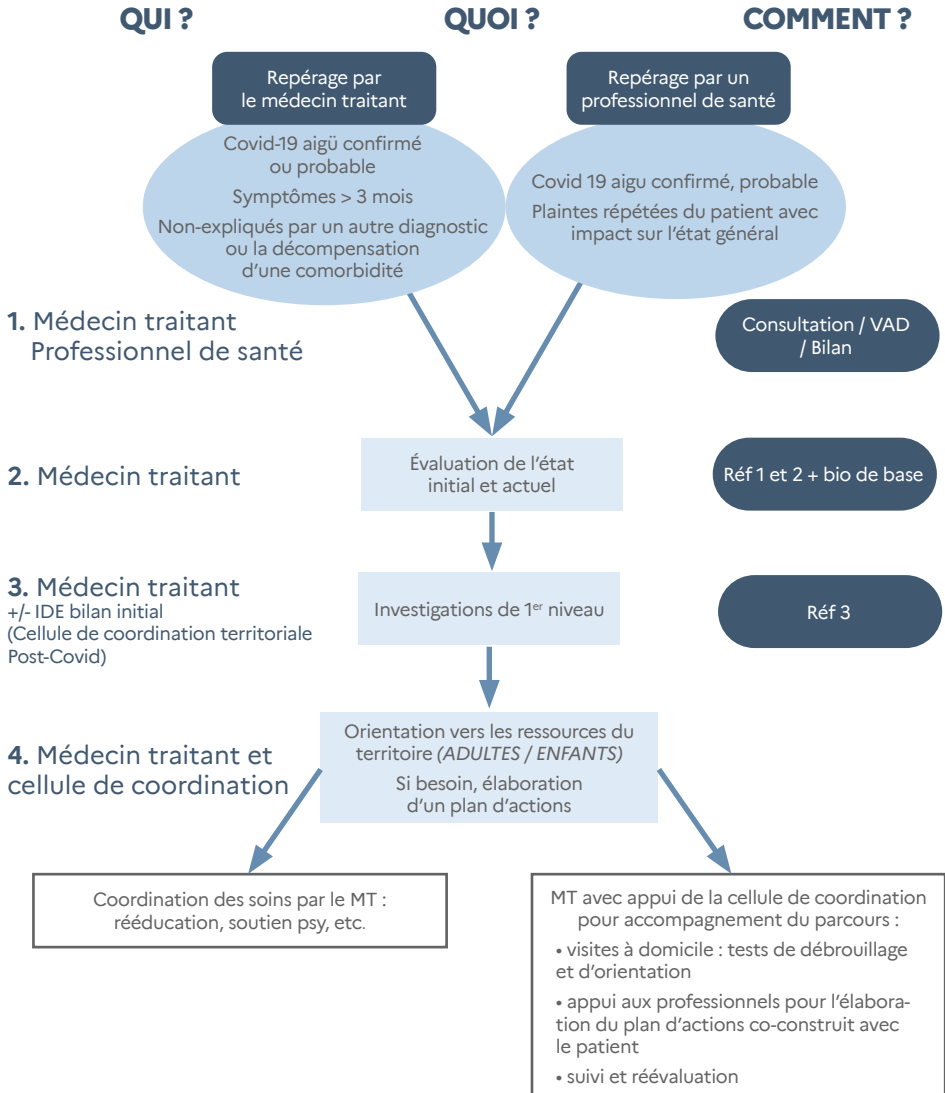 QUI ?
QUOI ?
COMMENT ?
Repérage par
le médecin traitant
Repérage par un
professionnel de santé
Covid-19 aigü confirmé
ou probable
Symptômes > 3 mois
Non-expliqués par un autre diagnostic
ou la décompensation
d'une comorbidité
Covid 19 aigu confirmé, probable
Plaintes répétées du patient avec
impact sur l'état général
1. Médecin traitant
Professionnel de santé
Consultation / VAD
/ Bilan
2. Médecin traitant
Évaluation de l'état
initial et actuel
Réf 1 et 2 + bio de base
3. Médecin traitant
+/- IDE bilan initial
(Cellule de coordination territoriale
Post-Covid)
Investigations de 1er niveau
Réf 3
4. Médecin traitant et
cellule de coordination
Orientation vers les ressources du
territoire (ADULTES / ENFANTS)
Si besoin, élaboration
d'un plan d'actions
Coordination des soins par le MT :
rééducation, soutien psy, etc.
MT avec appui de la cellule de coordination
pour accompagnement du parcours :
• visites à domicile : tests de débrouillage
et d'orientation
• appui aux professionnels pour l'élabora-
tion du plan d'actions co-construit avec
le patient
• suivi et réévaluation